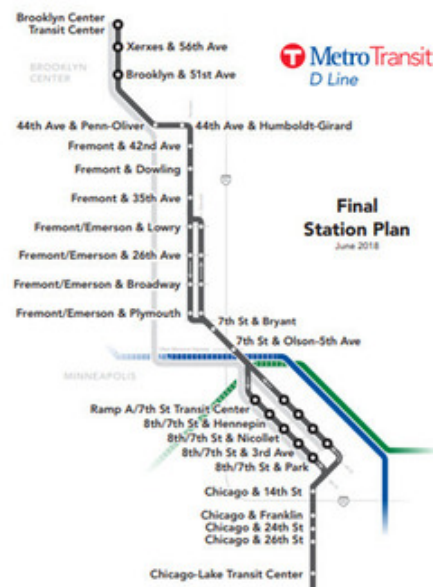 Brooklyn Center
Transit Center
Xerxes & 56th Ave
BROOKLYN
CENTER
Brooklyn & 51st Ave
T MetroTransit
D Line
44th Ave & Penn-Oliver
44th Ave & Humboldt-Girard
Fremont & 42nd Ave
Fremont & Dowling
Fremont & 35th Ave
Final
Station Plan
June 2018
Fremont/Emerson & Lowry
Fremont/Emerson & 26th Ave
Fremont/Emerson & Broadway
Fremont/Emerson & Plymouth
7th St & Bryant
7th St & Olson-5th Ave
MINNEAPOLIS
Ramp A/7th St Transit Center
8th/7th St & Hennepin
8th/7th St & Nicollet
8th/7th St & 3rd Ave
8th/7th St & Park
Chicago & 14th St
Chicago & Franklin
Chicago & 24th St
Chicago & 26th St
Chicago-Lake Transit Center